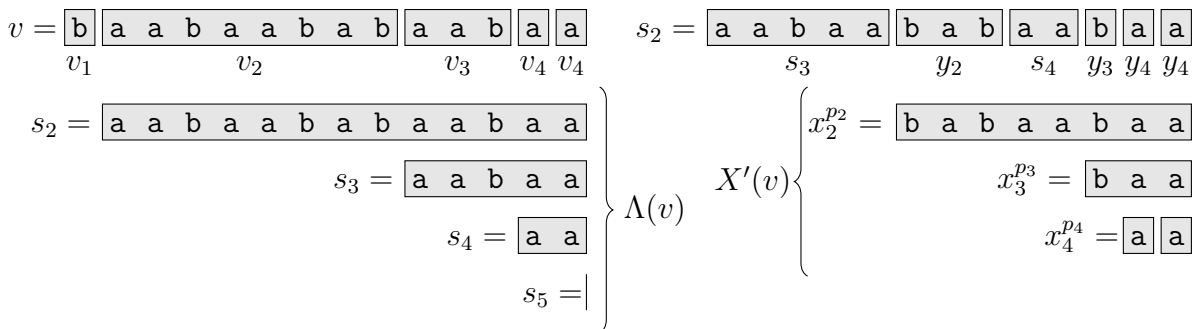 v = b a a b a a b a b a a b a a s₂ = a a b a a b a b a a b a a
v₁ v₂ v₃ v₄ v₄ s₃ y₂ s₄ y₃ y₄ y₄
s₂ = a a b a a b a b a a b a a x₂^{p₂} = b a b a a b a a
s₃ = a a b a a Λ(v) X′(v) x₃^{p₃} = b a a
s₄ = a a x₄^{p₄} = a a
s₅ =